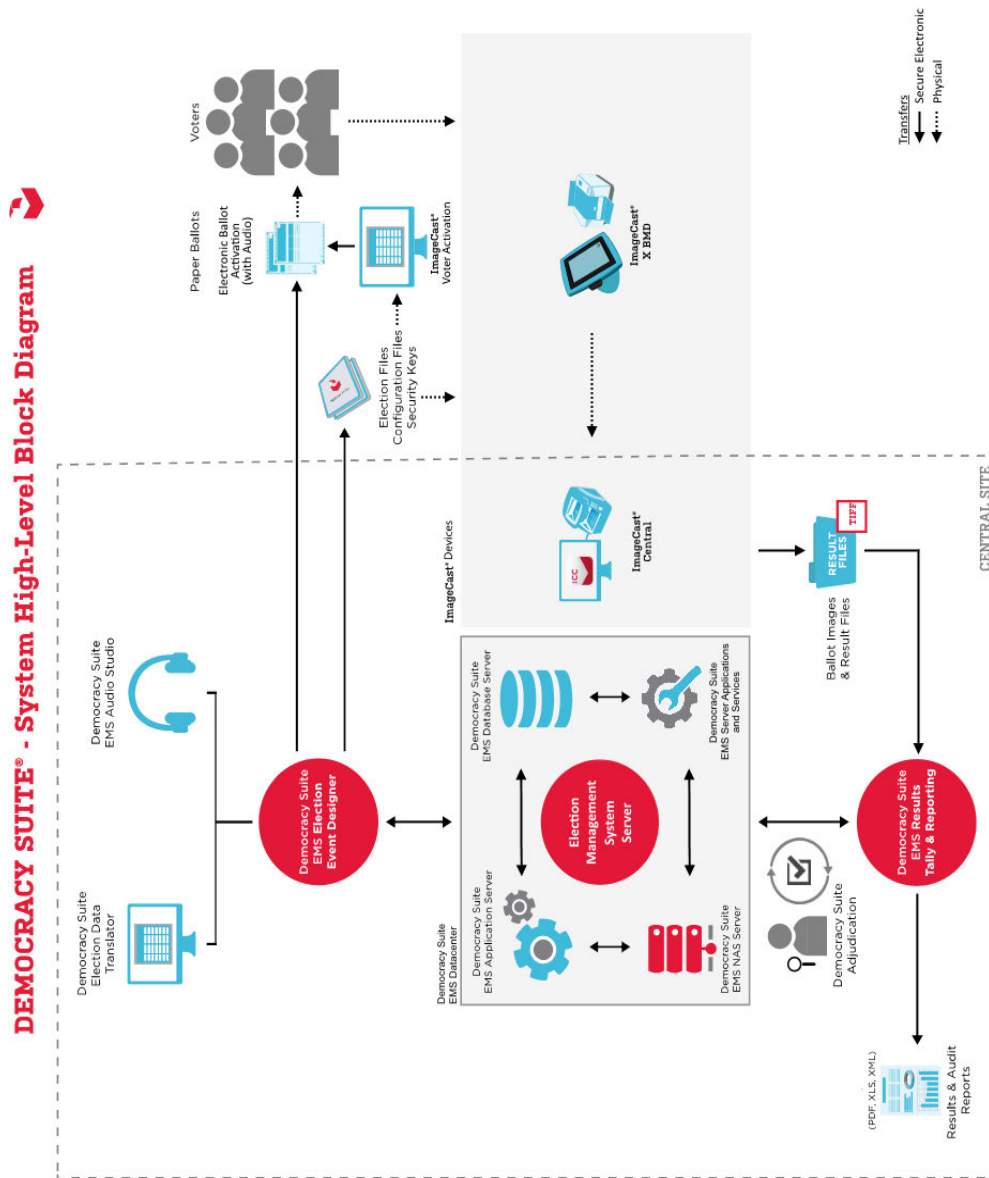 DEMOCRACY SUITE® - System High-Level Block Diagram
Democracy Suite
Election Data
Translator
Democracy Suite
EMS Audio Studio
Democracy Suite
EMS Election
Event Designer
Paper Ballots
Electronic Ballot
Activation
(with Audio)
Voters
Election Files
Configuration Files
Security Keys
ImageCast®
Voter Activation
Democracy Suite
EMS Datacenter
Democracy Suite
EMS Application Server
Democracy Suite
EMS Database Server
Election
Management
System
Server
Democracy Suite
EMS NAS Server
Democracy Suite
EMS Server Applications
and Services
ImageCast® Devices
ICC
ImageCast®
Central
ImageCast®
X BMD
Democracy Suite
Adjudication
Democracy Suite
EMS Results
Tally & Reporting
Ballot Images
& Result Files
RESULT
FILES
TIFF
(PDF, XLS, XML)
Results & Audit
Reports
CENTRAL SITE
Transfers
Secure Electronic
Physical